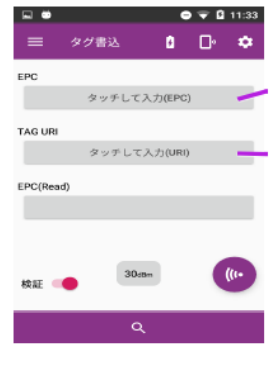 11:33
タグ書込
EPC
タッチして入力(EPC)
TAG URI
タッチして入力(URI)
EPC(Read)
検証
30dBm